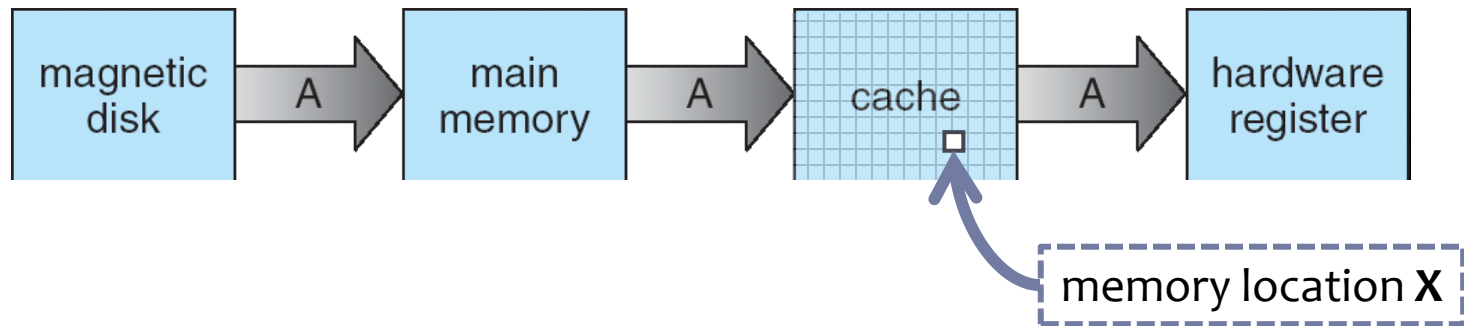 magnetic
disk
A
main
memory
A
cache
A
hardware
register
memory location X